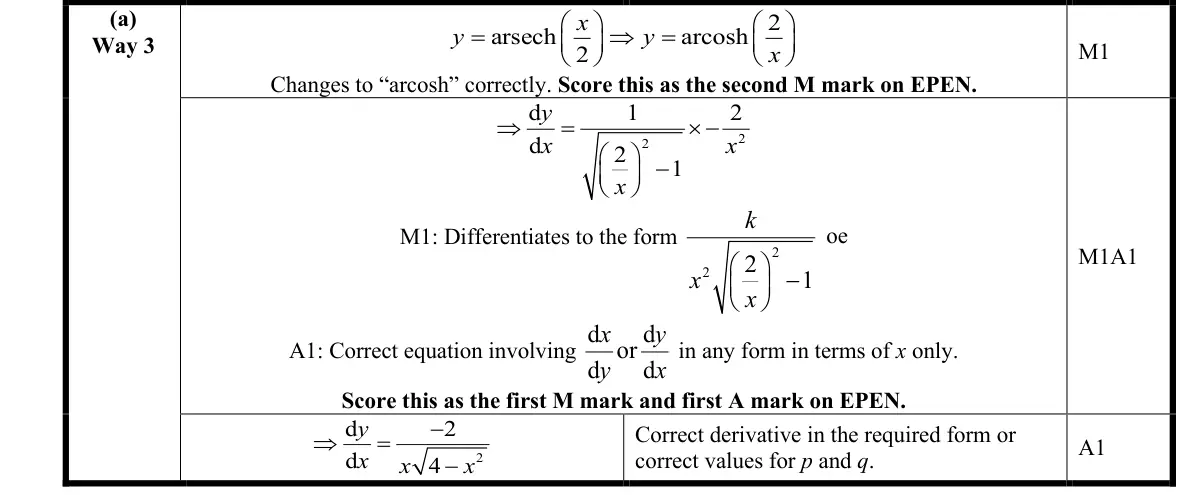 (a)
Way 3
y = arsech(x/2) ⇒ y = arcosh(2/x)
M1
Changes to “arcosh” correctly. Score this as the second M mark on EPEN.
⇒ dy/dx = 1/√((2/x)² − 1) × − 2/x²
M1: Differentiates to the form k/(x²√((2/x)² − 1)) oe
M1A1
A1: Correct equation involving dx/dy or dy/dx in any form in terms of x only.
Score this as the first M mark and first A mark on EPEN.
⇒ dy/dx = −2/(x√(4 − x²))
Correct derivative in the required form or
correct values for p and q.
A1